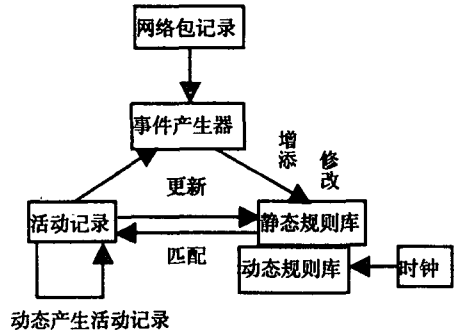 网络包记录
事件产生器
增添
修改
更新
活动记录
静态规则库
匹配
动态规则库
时钟
动态产生活动记录